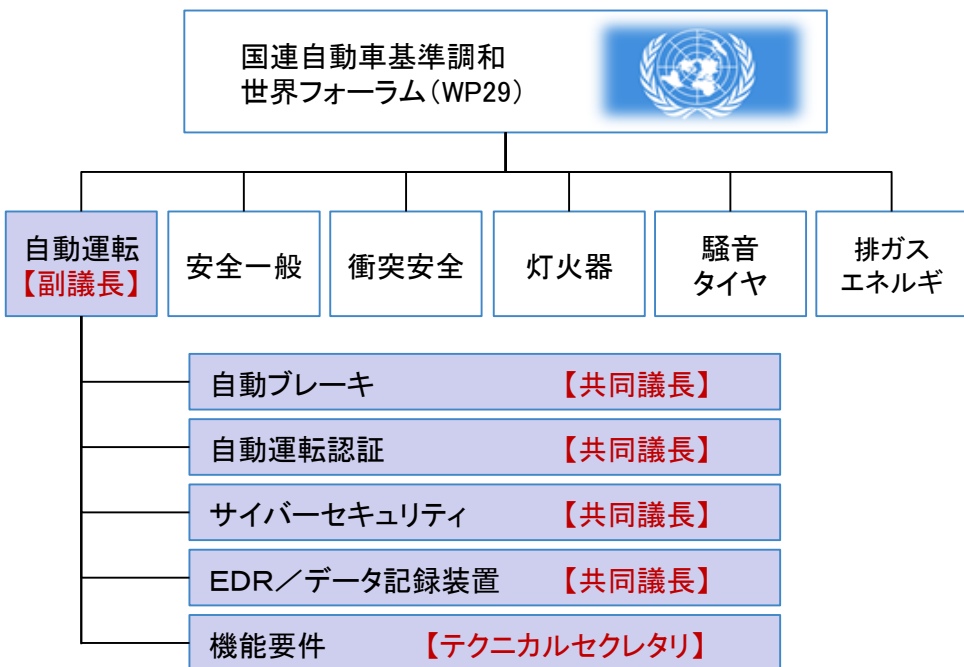 国連自動車基準調和
世界フォーラム（WP29）
自動運転
【副議長】
安全一般
衝突安全
灯火器
騒音
タイヤ
排ガス
エネルギ
自動ブレーキ 【共同議長】
自動運転認証 【共同議長】
サイバーセキュリティ 【共同議長】
ＥＤＲ／データ記録装置 【共同議長】
機能要件 【テクニカルセクレタリ】